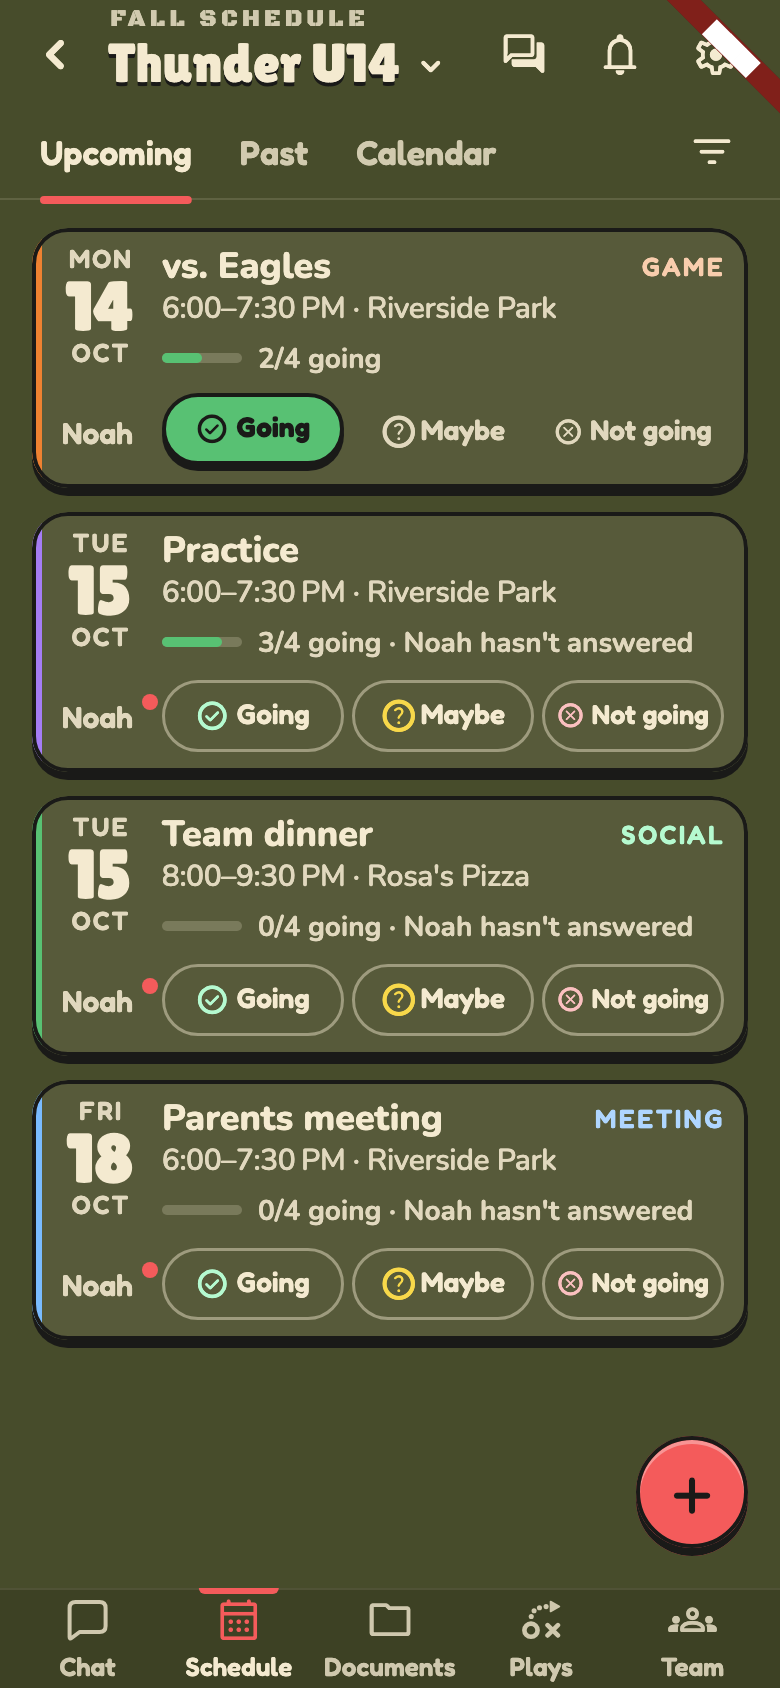 FALL SCHEDULE
Thunder U14
Upcoming Past Calendar
MON
14
OCT
vs. Eagles
GAME
6:00–7:30 PM · Riverside Park
2/4 going
Noah
Going
Maybe
Not going
TUE
15
OCT
Practice
6:00–7:30 PM · Riverside Park
3/4 going · Noah hasn't answered
Noah
Going
Maybe
Not going
TUE
15
OCT
Team dinner
SOCIAL
8:00–9:30 PM · Rosa's Pizza
0/4 going · Noah hasn't answered
Noah
Going
Maybe
Not going
FRI
18
OCT
Parents meeting
MEETING
6:00–7:30 PM · Riverside Park
0/4 going · Noah hasn't answered
Noah
Going
Maybe
Not going
Chat Schedule Documents Plays Team